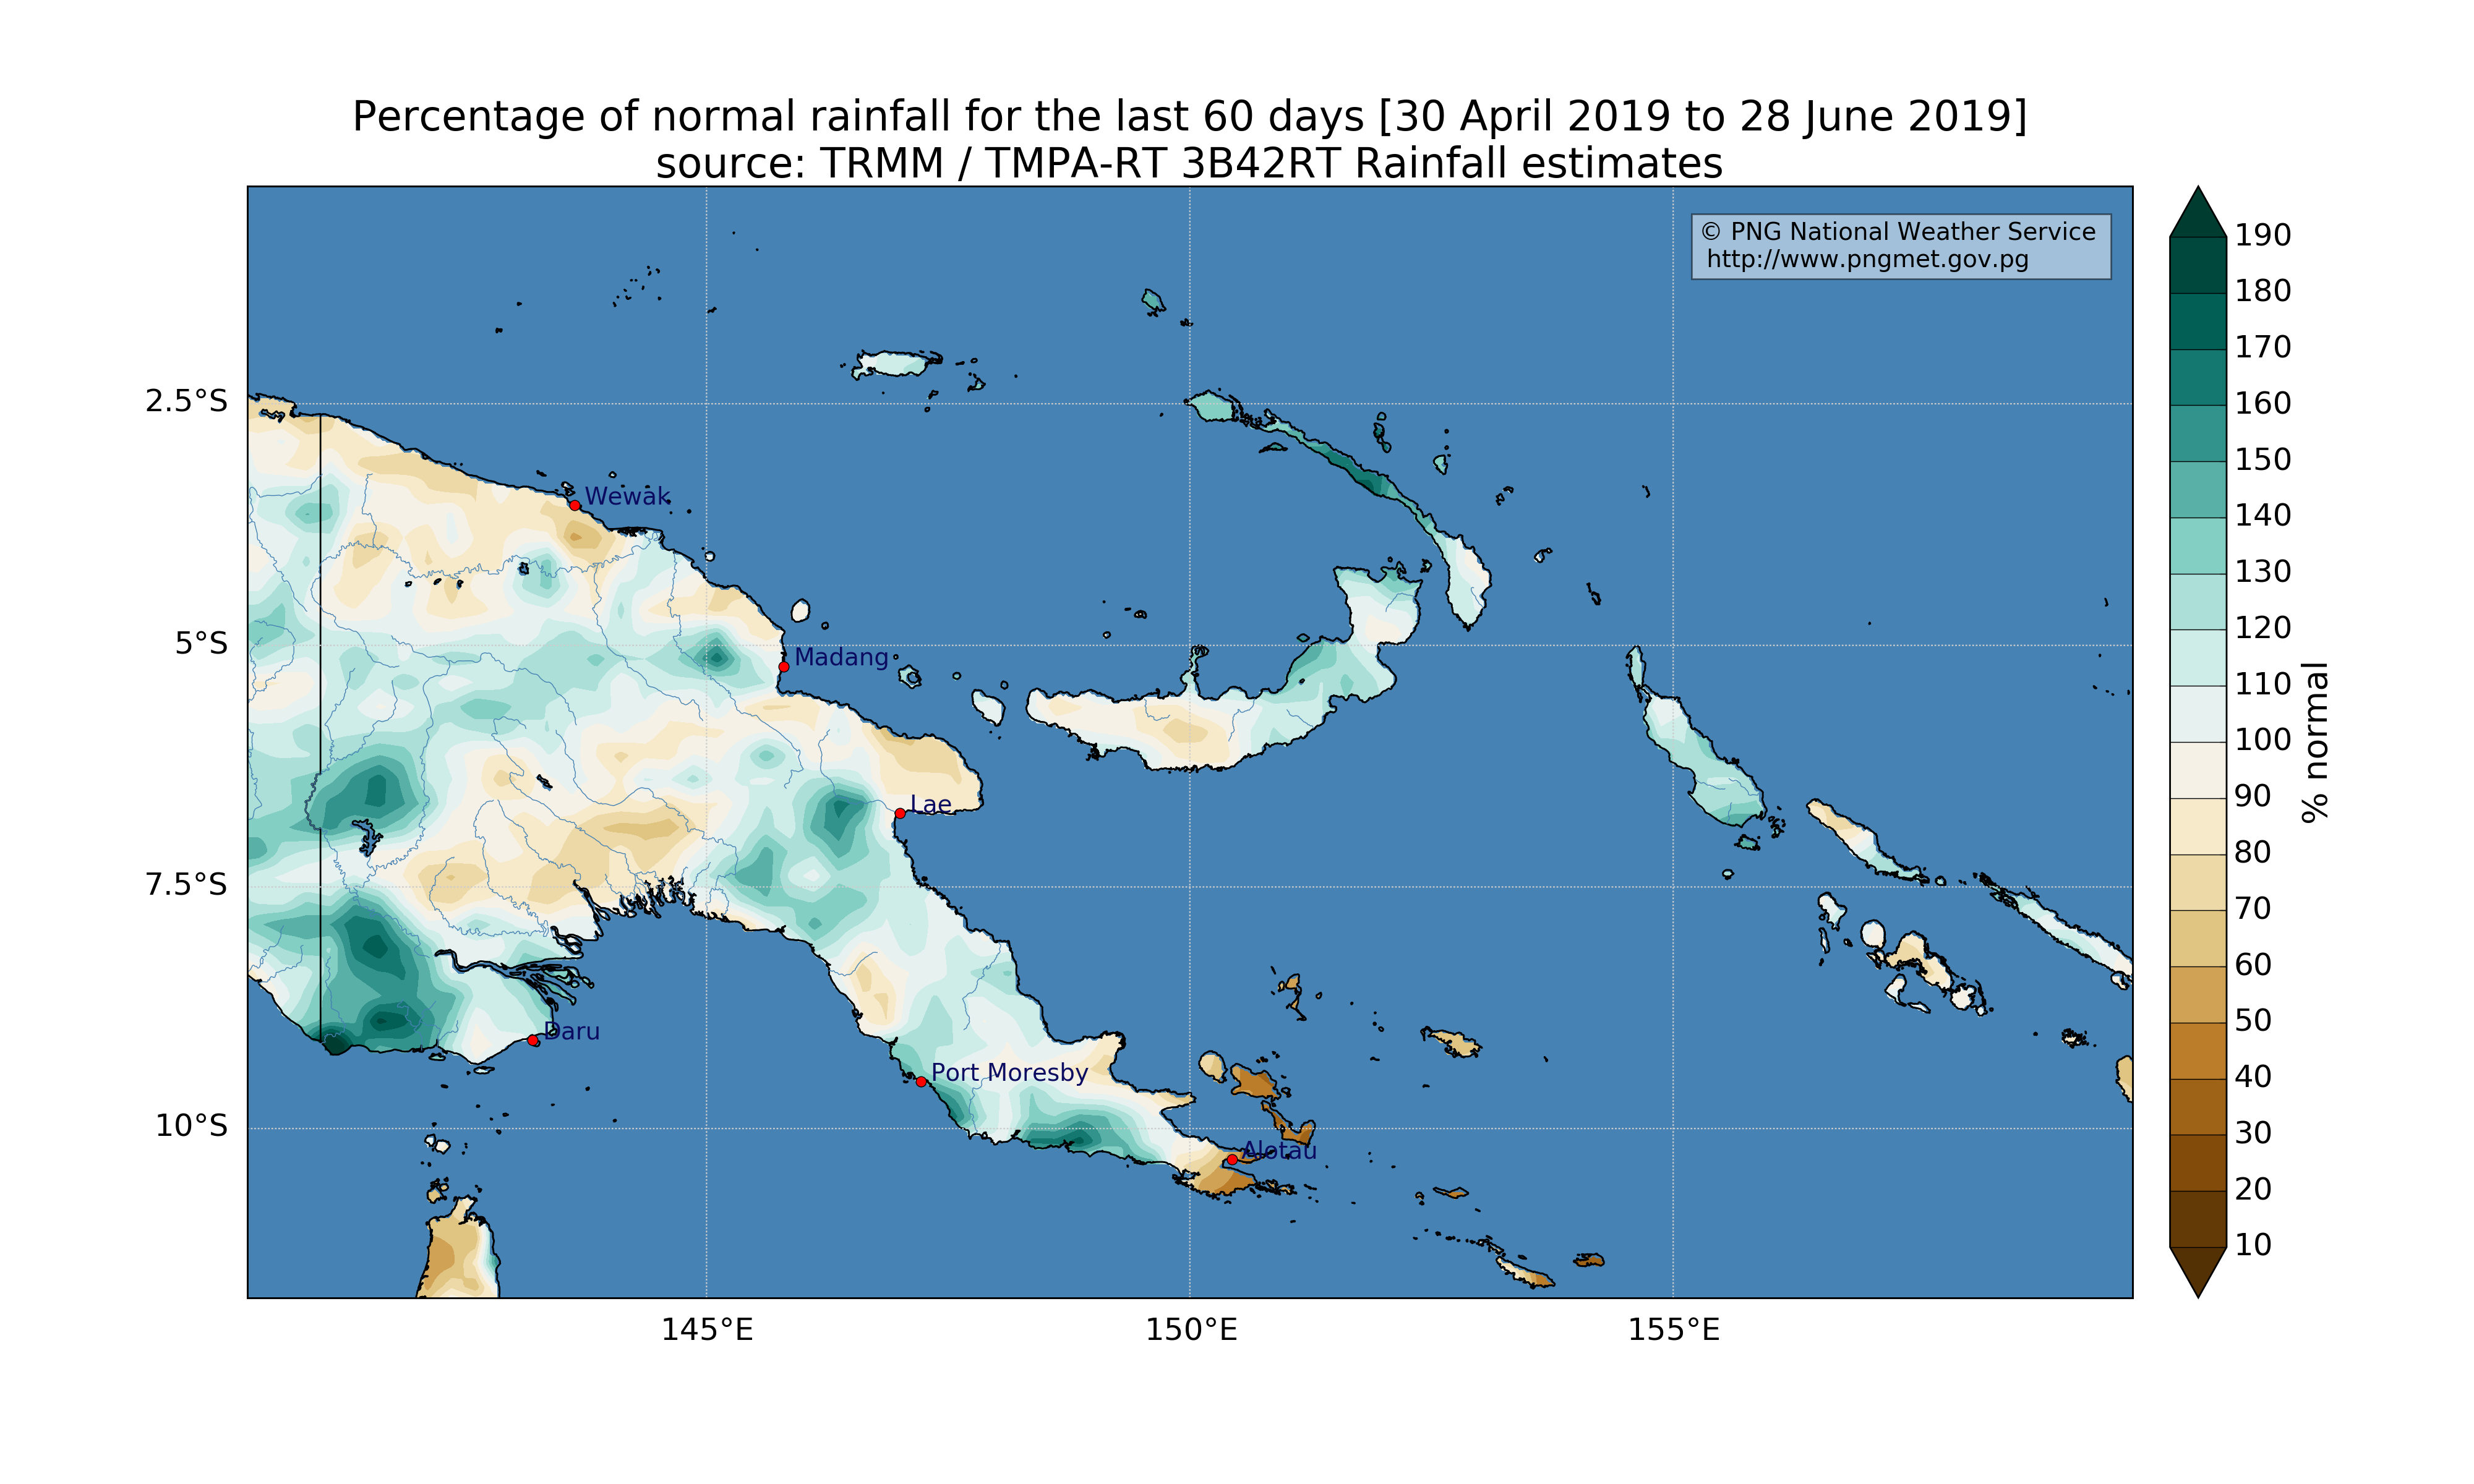 Percentage of normal rainfall for the last 60 days [30 April 2019 to 28 June 2019]
source: TRMM / TMPA-RT 3B42RT Rainfall estimates
© PNG National Weather Service
http://www.pngmet.gov.pg
2.5°S
5°S
7.5°S
10°S
Wewak
Madang
Lae
Daru
Port Moresby
Alotau
145°E
150°E
155°E
190
180
170
160
150
140
130
120
110
100
90
80
70
60
50
40
30
20
10
% normal